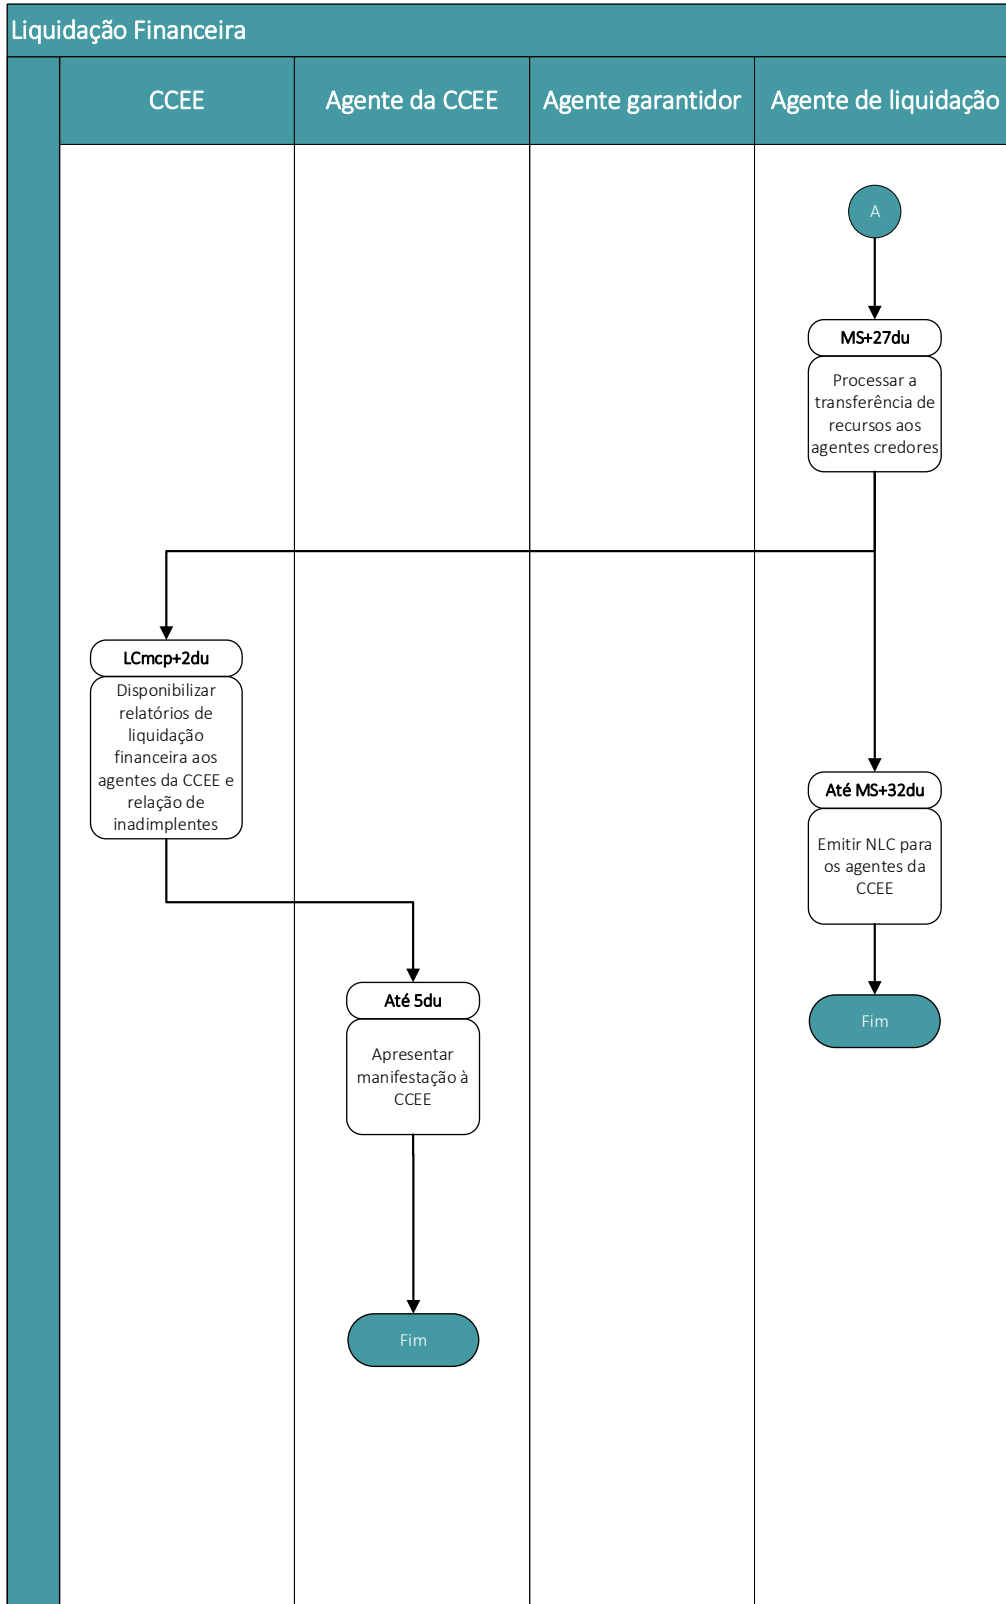 Liquidação Financeira
CCEE
Agente da CCEE
Agente garantidor
Agente de liquidação
A
MS+27du
Processar a
transferência de
recursos aos
agentes credores
LCmcp+2du
Disponibilizar
relatórios de
liquidação
financeira aos
agentes da CCEE e
relação de
inadimplentes
Até MS+32du
Emitir NLC para
os agentes da
CCEE
Até 5du
Apresentar
manifestação à
CCEE
Fim
Fim